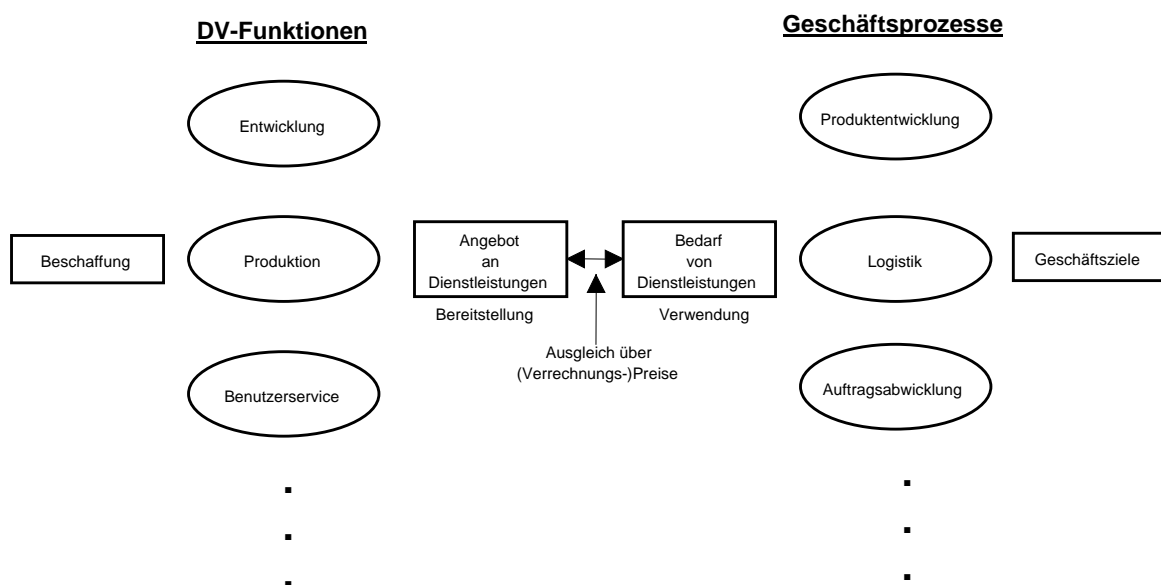 DV-Funktionen
Geschäftsprozesse
Entwicklung
Produktentwicklung
Beschaffung
Produktion
Angebot
an
Dienstleistungen
Bereitstellung
Bedarf
von
Dienstleistungen
Verwendung
Logistik
Geschäftsziele
Ausgleich über
(Verrechnungs-)Preise
Benutzerservice
Auftragsabwicklung